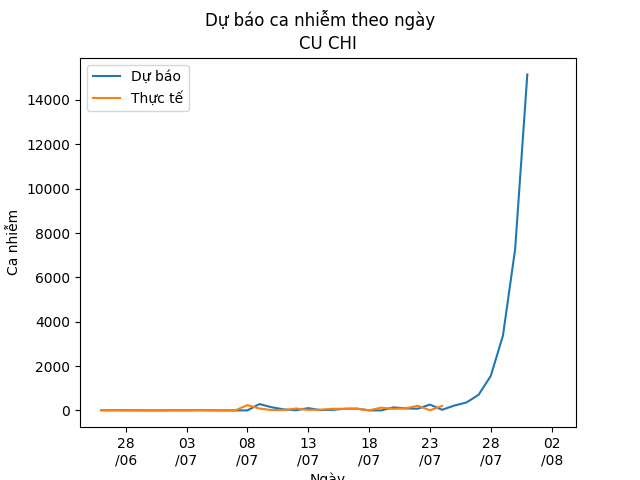 Dự báo ca nhiễm theo ngày
CU CHI
Dự báo
Thực tế
Ca nhiễm
14000
12000
10000
8000
6000
4000
2000
0
28 03 08 13 18 23 28 02
/06 /07 /07 /07 /07 /07 /07 /08
Ngày